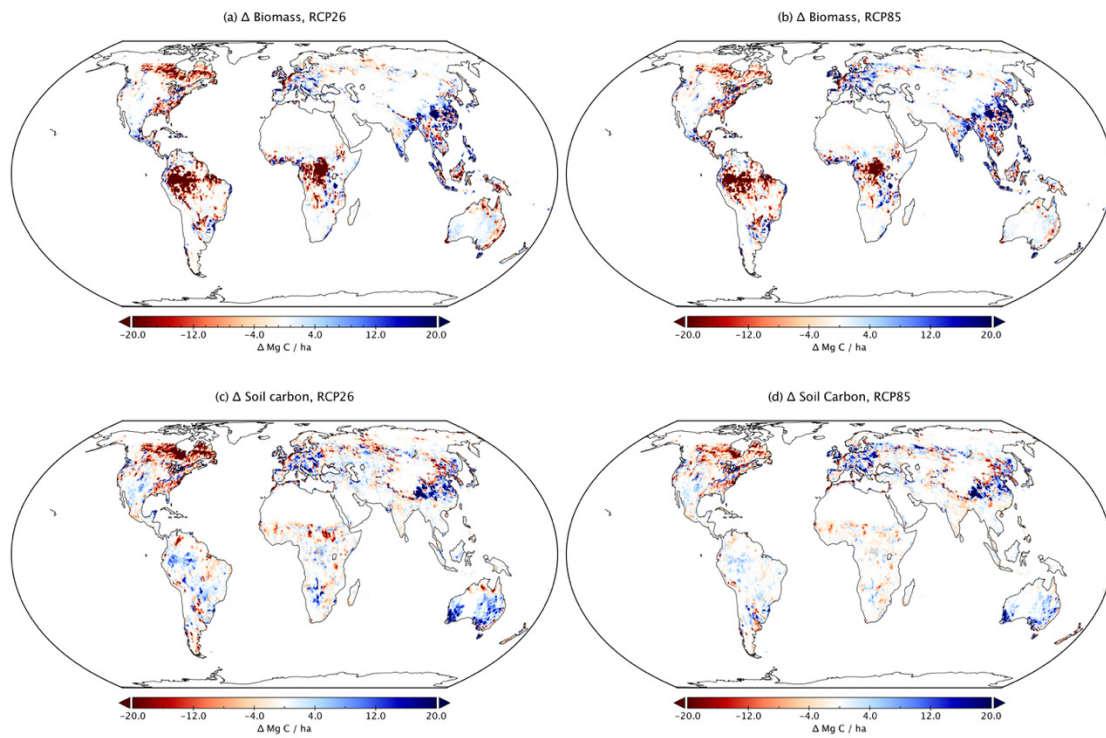 (a) Δ Biomass, RCP26
(b) Δ Biomass, RCP85
−20.0 −12.0 −4.0 4.0 12.0 20.0
Δ Mg C / ha
−20.0 −12.0 −4.0 4.0 12.0 20.0
Δ Mg C / ha
(c) Δ Soil carbon, RCP26
(d) Δ Soil Carbon, RCP85
−20.0 −12.0 −4.0 4.0 12.0 20.0
Δ Mg C / ha
−20.0 −12.0 −4.0 4.0 12.0 20.0
Δ Mg C / ha